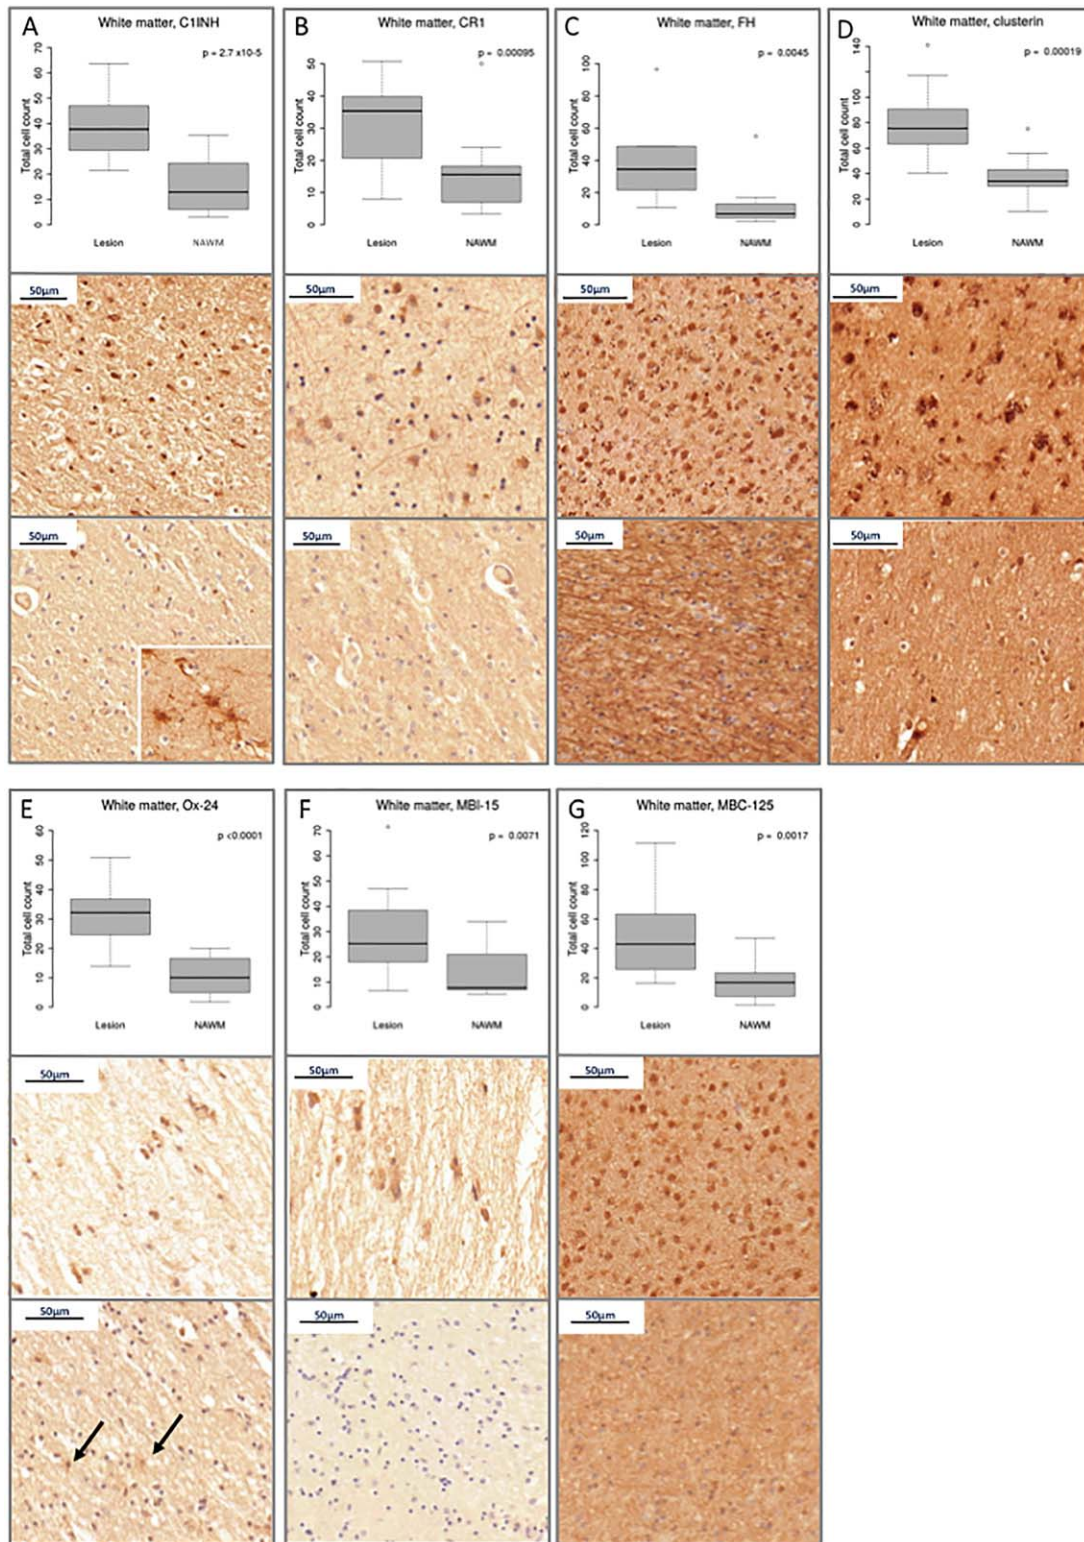 A White matter, C1INH
p = 2.7 x10-5
Total cell count
70
60
50
40
30
20
10
0
Lesion NAWM
50µm
50µm
B White matter, CR1
p = 0.00095
Total cell count
50
40
30
20
10
0
Lesion NAWM
50µm
50µm
C White matter, FH
p = 0.0045
Total cell count
100
80
60
40
20
0
Lesion NAWM
50µm
50µm
D White matter, clusterin
p = 0.00019
Total cell count
140
120
80
60
40
20
0
Lesion NAWM
50µm
50µm
E White matter, Ox-24
p <0.0001
Total cell count
60
50
40
30
20
10
0
Lesion NAWM
50µm
50µm
F White matter, MBI-15
p = 0.0071
Total cell count
70
60
50
40
30
20
10
0
Lesion NAWM
50µm
50µm
G White matter, MBC-125
p = 0.0017
Total cell count
120
100
80
60
40
20
0
Lesion NAWM
50µm
50µm